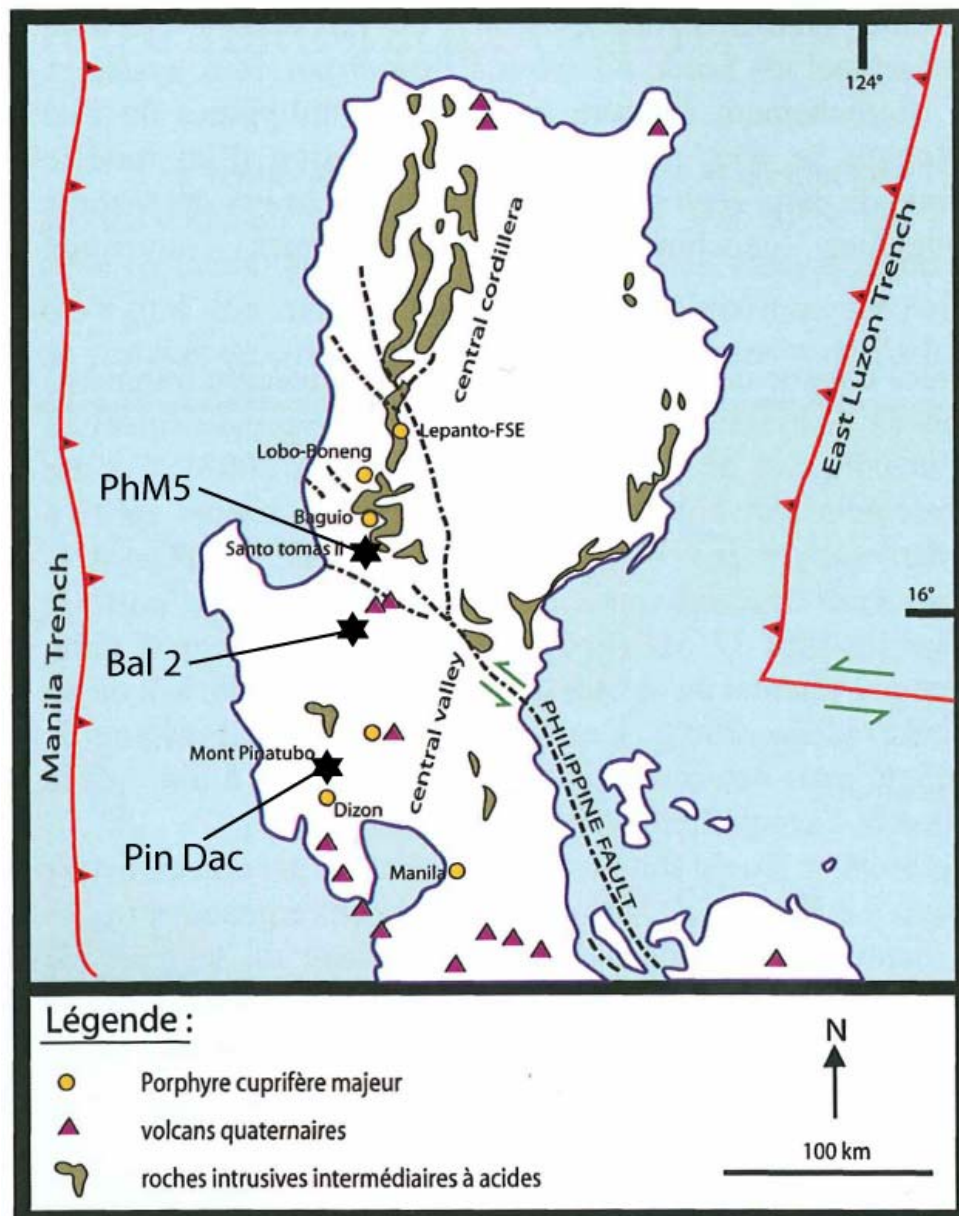 124°
East Luzon Trench
central cordillera
Lepanto-FSE
Lobo-Boneng
PhM5
Baguio
Santo tomas II
16°
Manila Trench
Bal 2
central valley
Mont Pinatubo
PHILIPPINE FAULT
Dizon
Pin Dac
Manila
Légende :
N
Porphyre cuprifère majeur
volcans quaternaires
100 km
roches intrusives intermédiaires à acides